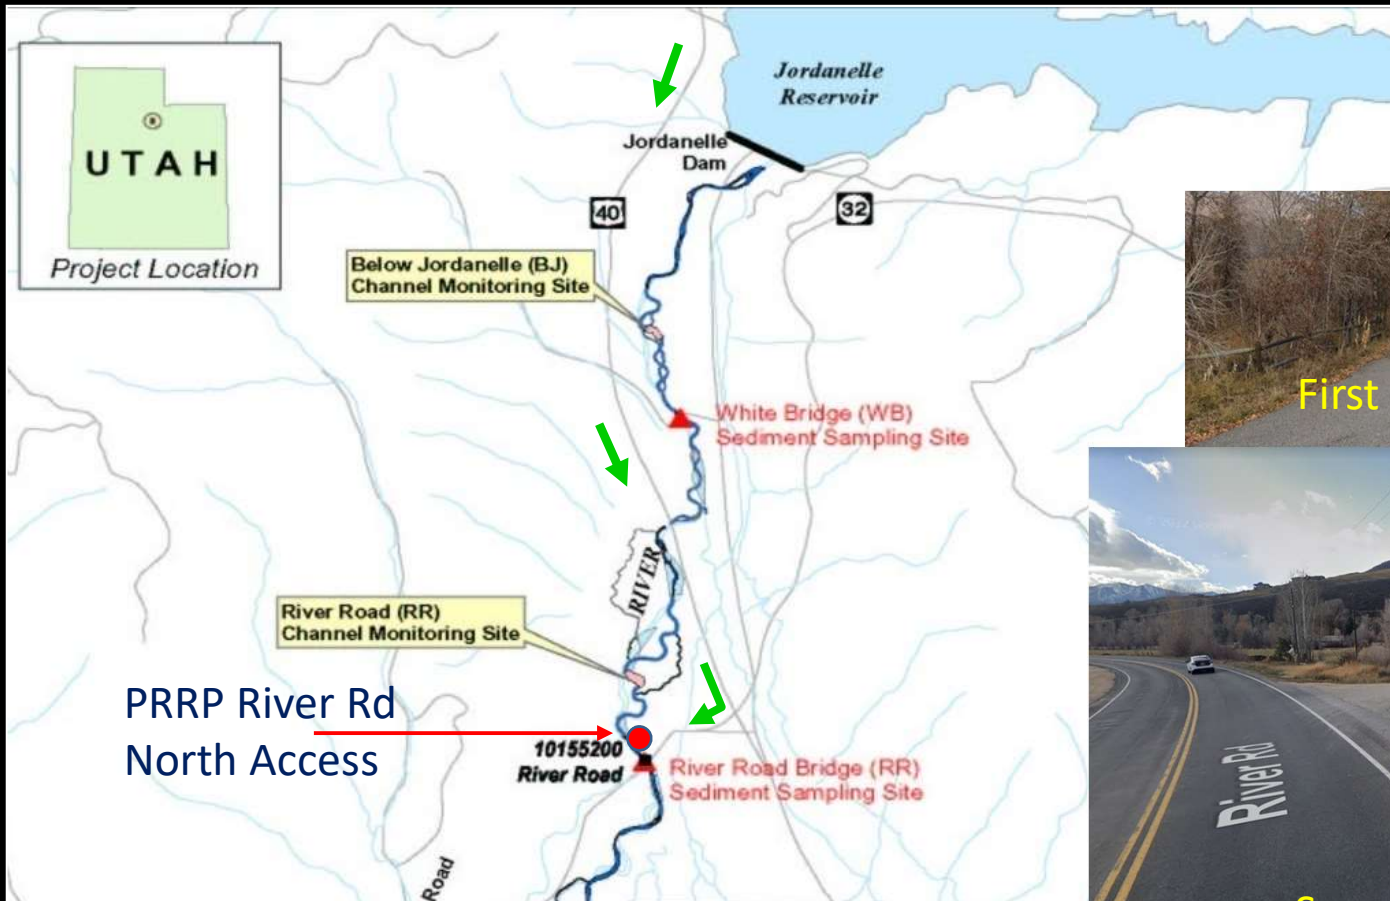 UTAH
Project Location
Jordanelle
Reservoir
Jordanelle
Dam
40
32
Below Jordanelle (BJ)
Channel Monitoring Site
First
White Bridge (WB)
Sediment Sampling Site
RIVER
River Road (RR)
Channel Monitoring Site
PRRP River Rd
North Access
10155200
River Road
River Road Bridge (RR)
Sediment Sampling Site
River Rd
Road